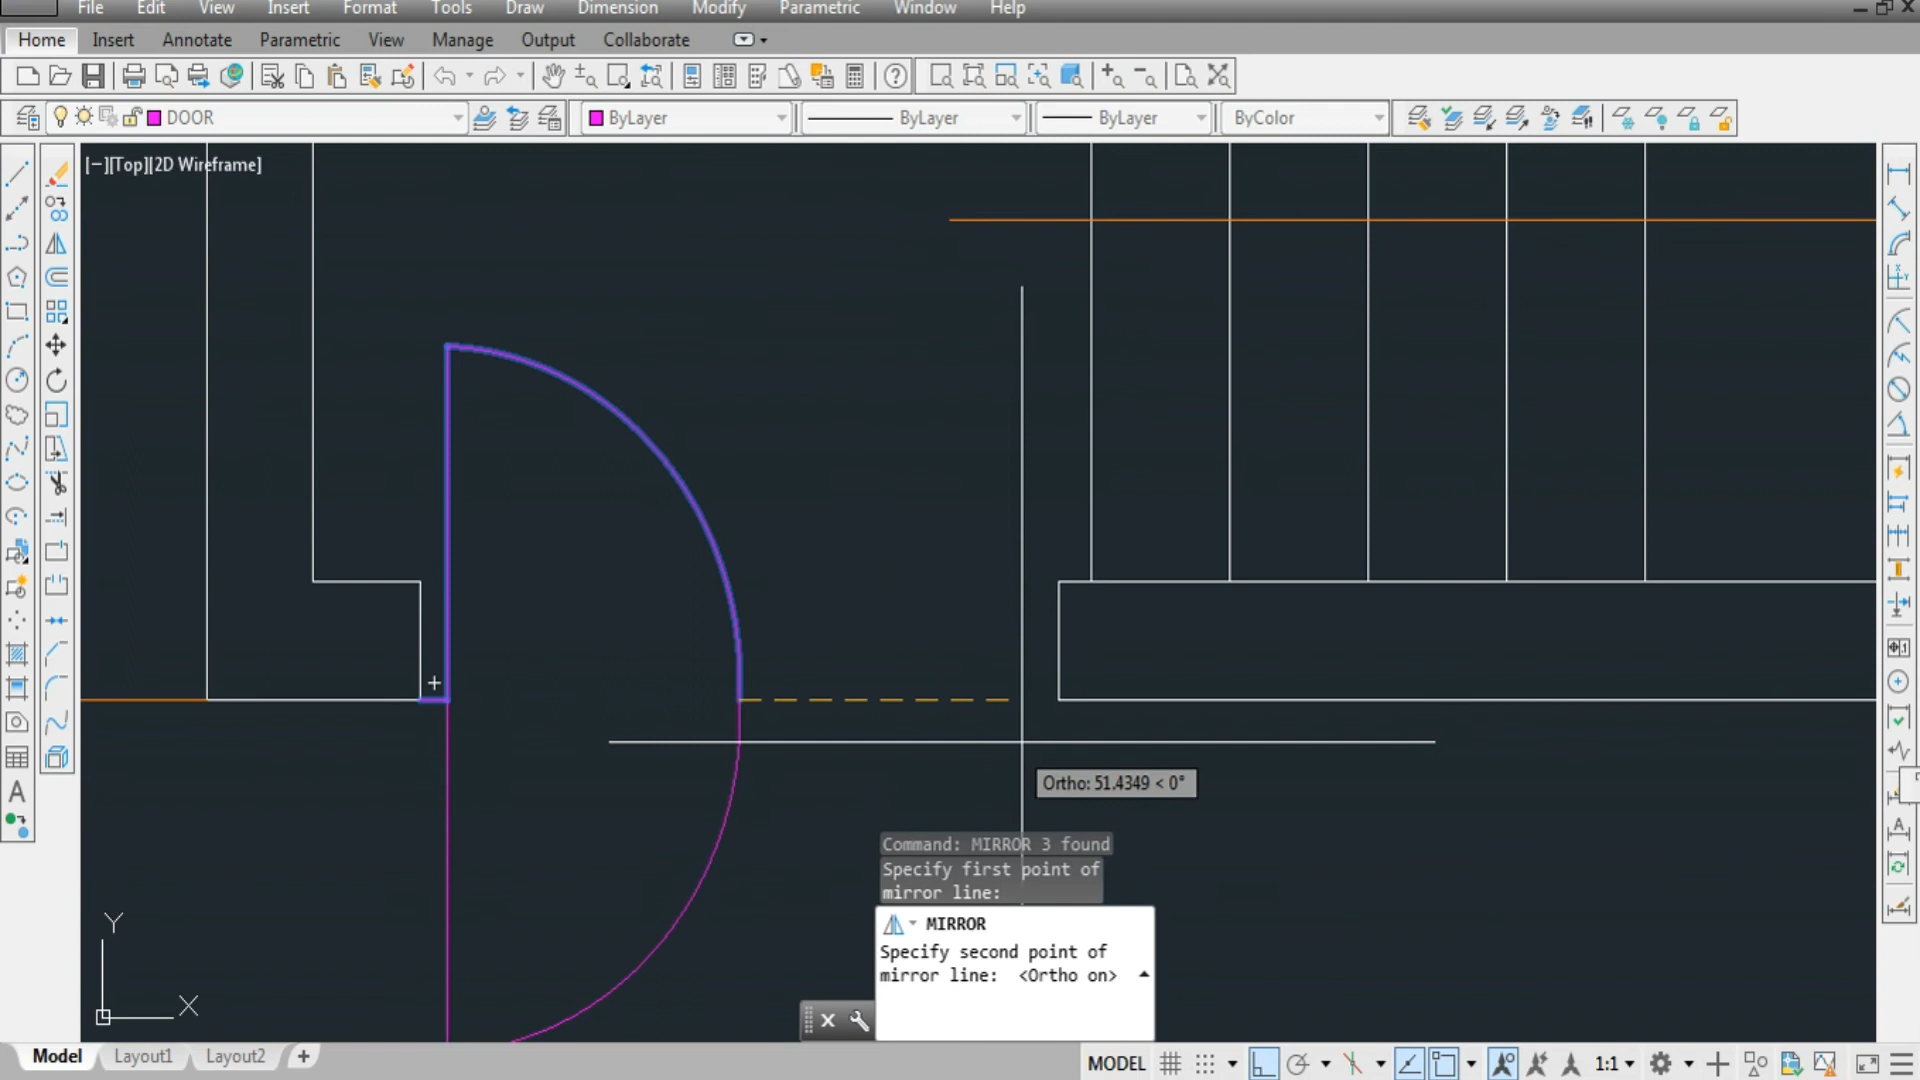 File Edit View Insert Format Tools Draw Dimension Modify Parametric Window Help
Home Insert Annotate Parametric View Manage Output Collaborate
DOOR ByLayer ByLayer ByLayer ByColor
[−][Top][2D Wireframe]
Ortho: 51.4349 < 0°
Command: MIRROR 3 found
Specify first point of
mirror line:
MIRROR
Specify second point of
mirror line: <Ortho on>
Y
X
Model Layout1 Layout2 +
MODEL 1:1